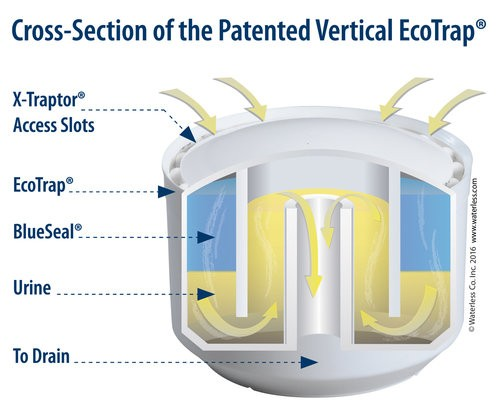 Cross-Section of the Patented Vertical EcoTrap®
X-Traptor®
Access Slots
EcoTrap®
BlueSeal®
Urine
To Drain
© Waterless Co. Inc. 2016 www.waterless.com